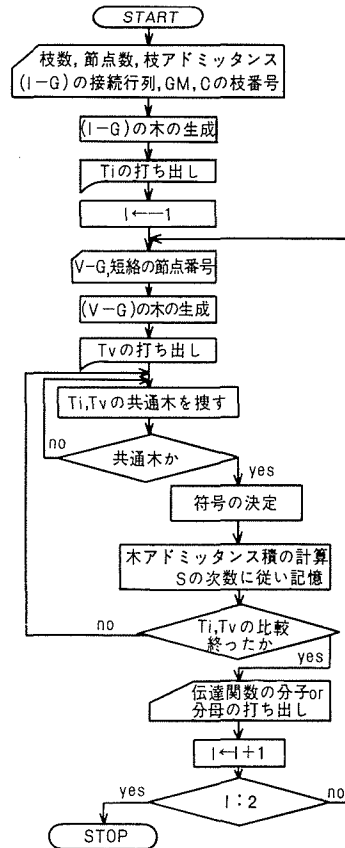 START
枝数, 節点数, 枝アドミッタンス
(I-G)の接続行列, GM, Cの枝番号
(I-G)の木の生成
Tiの打ち出し
I←—1
V-G,短絡の節点番号
(V-G)の木の生成
Tvの打ち出し
Ti,Tvの共通木を捜す
no
共通木か
yes
符号の決定
木アドミッタンス積の計算
Sの次数に従い記憶
no
Ti,Tvの比較
終ったか
yes
伝達関数の分子or
分母の打ち出し
I←I+1
yes
I:2
no
STOP